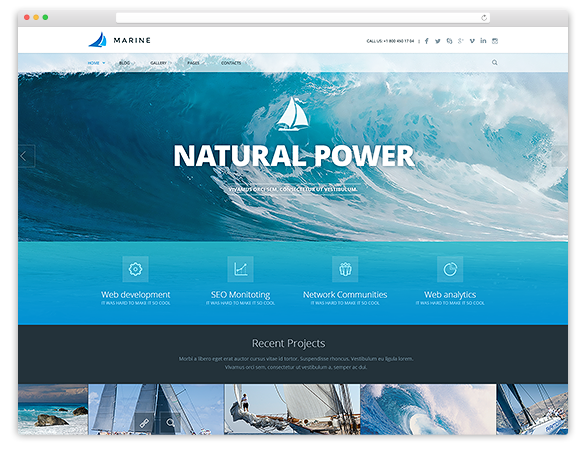 MARINE
CALL US: +1 800 450 17 54 |
HOME BLOG GALLERY PAGES CONTACTS
NATURAL POWER
VIVAMUS ORCI SEM, CONSECTETUR UT VESTIBULUM.
Web development SEO Monitoting Network Communities Web analytics
IT WAS HARD TO MAKE IT SO COOL IT WAS HARD TO MAKE IT SO COOL IT WAS HARD TO MAKE IT SO COOL IT WAS HARD TO MAKE IT SO COOL
Recent Projects
Morbi a libero eget erat auctor cursus vitae id tortor. Suspendisse rhoncus. Vestibulum eu ligula lorem.
Vivamus orci sem, consectetur ut vestibulum a, semper ac dui.